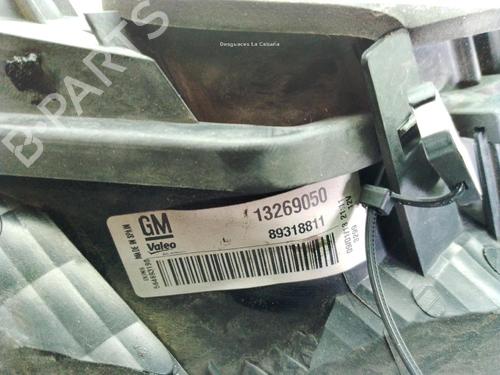 Desguaces La Cabaña
B-PARTS
GM
13269050
Valeo
89318811
MADE IN SPAIN